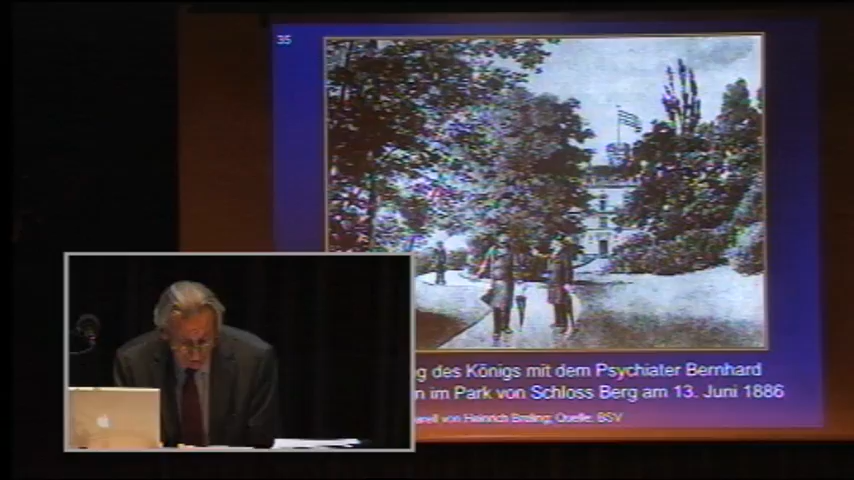 35
g des Königs mit dem Psychiater Bernhard
n im Park von Schloss Berg am 13. Juni 1886
arell von Heinrich Breling; Quelle: BSV